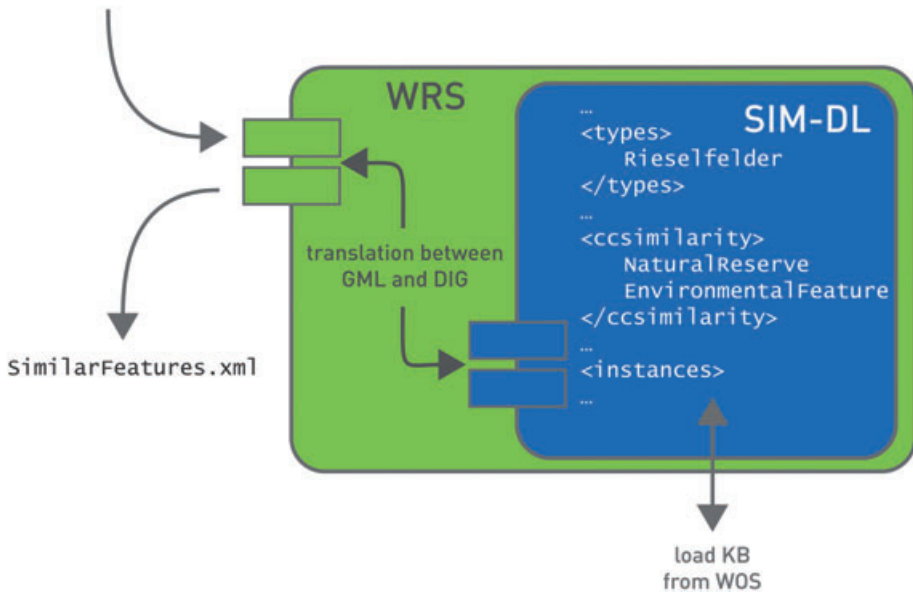 WRS
SIM-DL
…
<types>
Rieselfelder
</types>
…
<ccsimilarity>
NaturalReserve
EnvironmentalFeature
</ccsimilarity>
…
<instances>
…
translation between
GML and DIG
SimilarFeatures.xml
load KB
from WOS